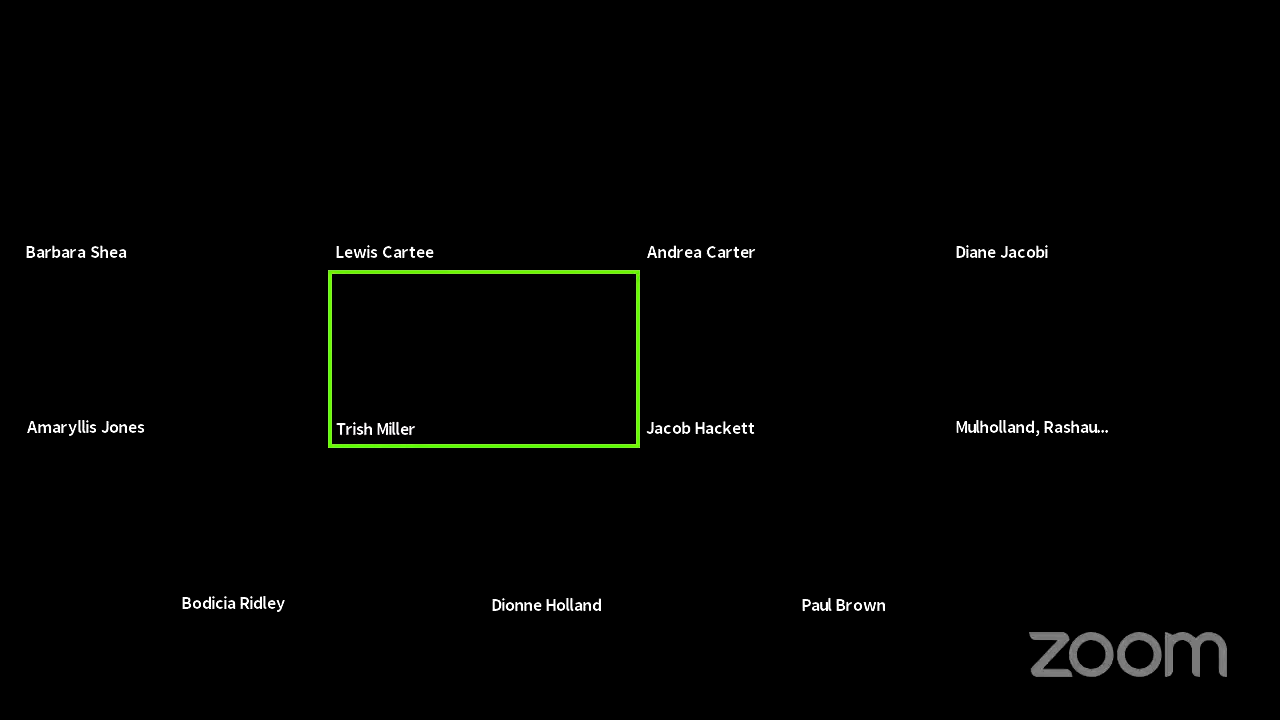 Barbara Shea
Lewis Cartee
Andrea Carter
Diane Jacobi
Amaryllis Jones
Trish Miller
Jacob Hackett
Mulholland, Rashau...
Bodicia Ridley
Dionne Holland
Paul Brown
zoom